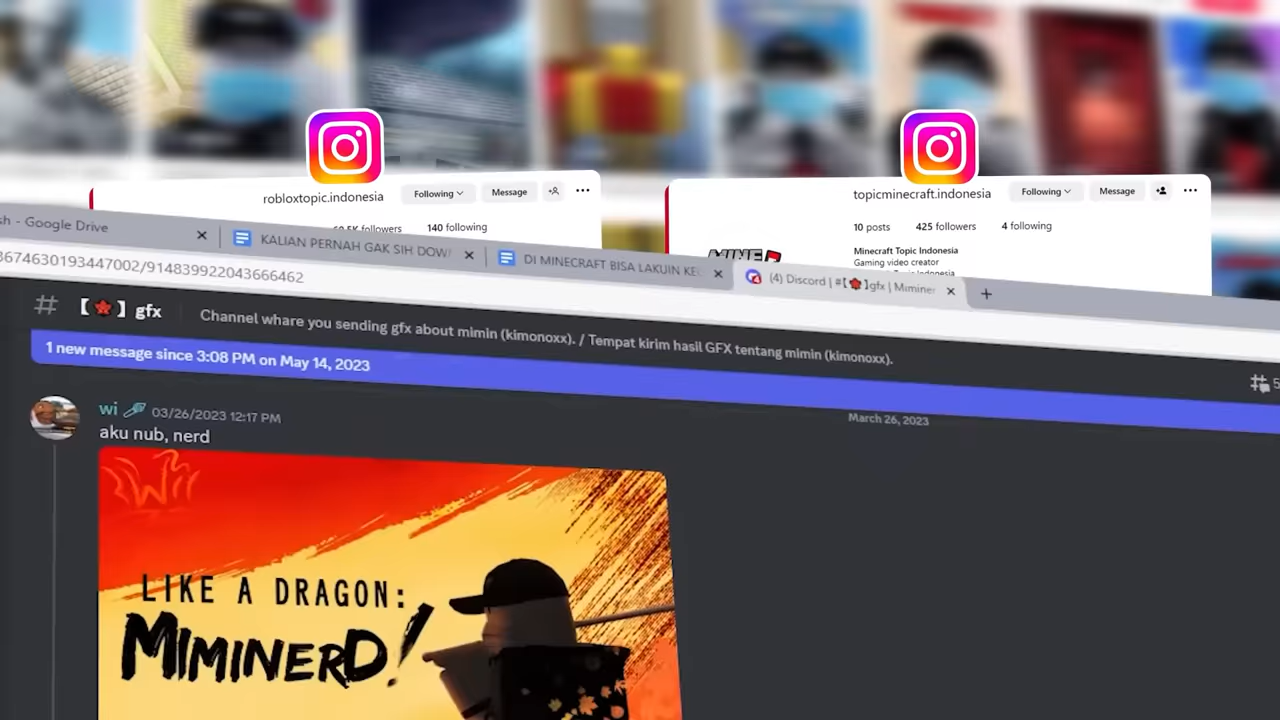 robloxtopic.indonesia
Following
Message
followers
140 following
topicminecraft.indonesia
Following
Message
10 posts
425 followers
4 following
Minecraft Topic Indonesia
Gaming video creator
MINE
- Google Drive
KALIAN PERNAH GAK SIH
DI MINECRAFT BISA LAKUIN
(4) Discord | #【🍁】gfx | Miminer
3674630193447002/914839922043666462
# 【🍁】 gfx
Channel whare you sending gfx about mimin (kimonoxx). / Tempat kirim hasil GFX tentang mimin (kimonoxx).
1 new message since 3:08 PM on May 14, 2023
March 26, 2023
wi 03/26/2023 12:17 PM
aku nub, nerd
LIKE A DRAGON:
MIMINERD!